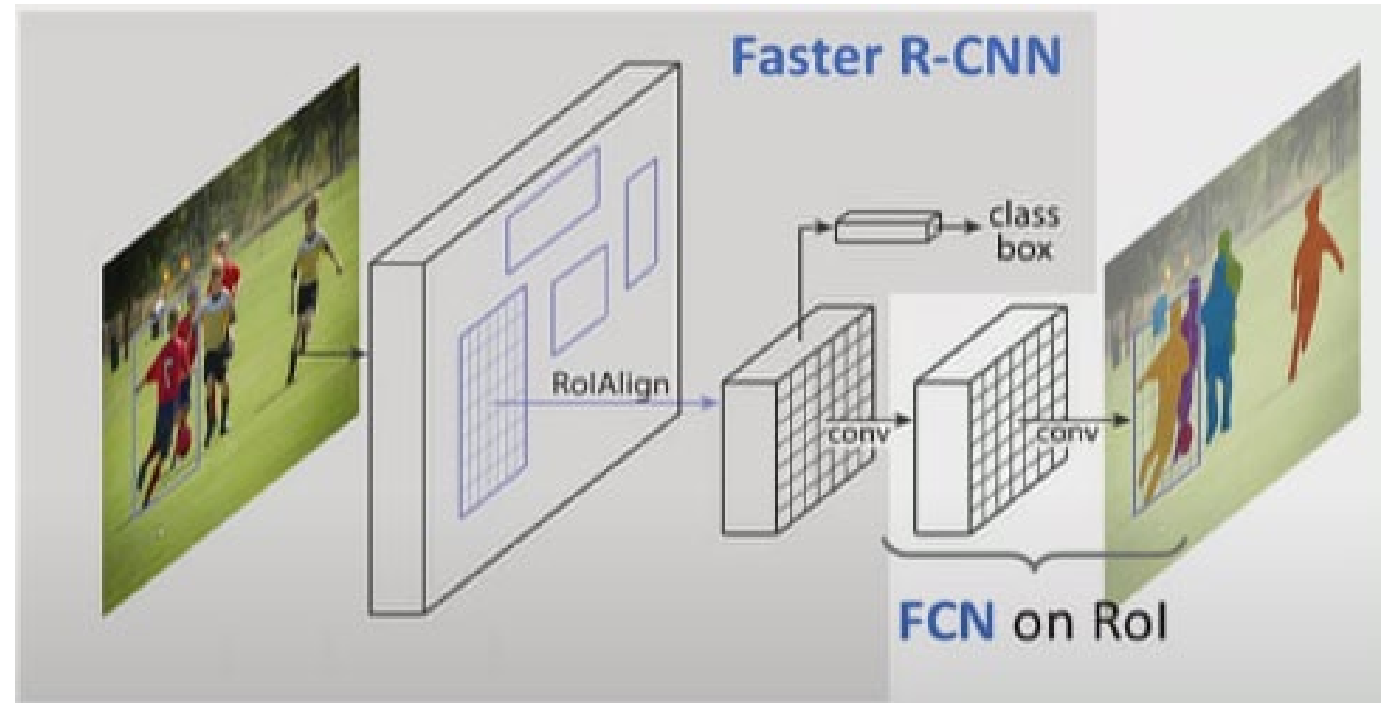 Faster R-CNN
class
box
RoIAlign
conv
conv
FCN on RoI